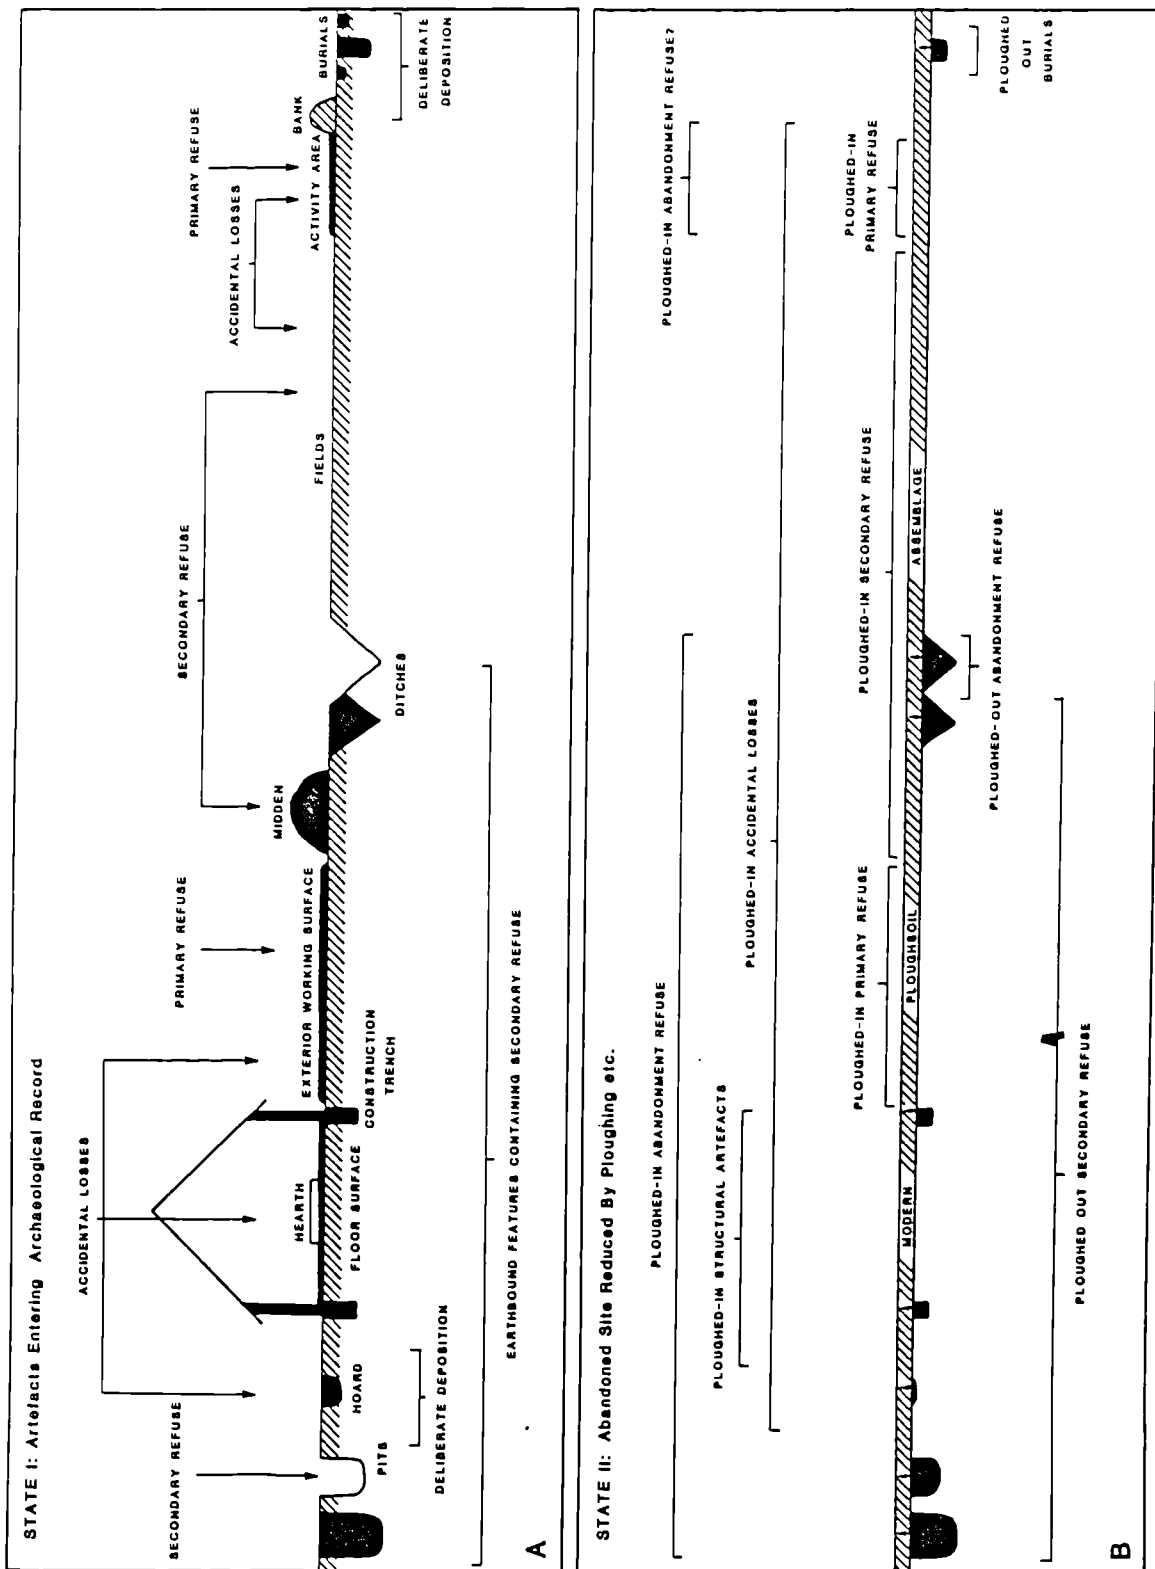 STATE I: Artefacts Entering Archaeological Record
SECONDARY REFUSE
ACCIDENTAL LOSSES
PRIMARY REFUSE
SECONDARY REFUSE
ACCIDENTAL LOSSES
PRIMARY REFUSE
PITS
HOARD
HEARTH
FLOOR SURFACE
CONSTRUCTION
TRENCH
EXTERIOR WORKING SURFACE
MIDDEN
DITCHES
FIELDS
ACTIVITY AREA
BANK
BURIALS
DELIBERATE DEPOSITION
DELIBERATE
DEPOSITION
EARTHBOUND FEATURES CONTAINING SECONDARY REFUSE
A
STATE II: Abandoned Site Reduced By Ploughing etc.
PLOUGHED-IN ABANDONMENT REFUSE
PLOUGHED-IN ABANDONMENT REFUSE?
PLOUGHED-IN STRUCTURAL ARTEFACTS
PLOUGHED-IN ACCIDENTAL LOSSES
PLOUGHED-IN PRIMARY REFUSE
PLOUGHED-IN SECONDARY REFUSE
PLOUGHED-IN
PRIMARY REFUSE
MODERN PLOUGHSOIL ASSEMBLAGE
PLOUGHED-OUT ABANDONMENT REFUSE
PLOUGHED
OUT
BURIALS
PLOUGHED OUT SECONDARY REFUSE
B